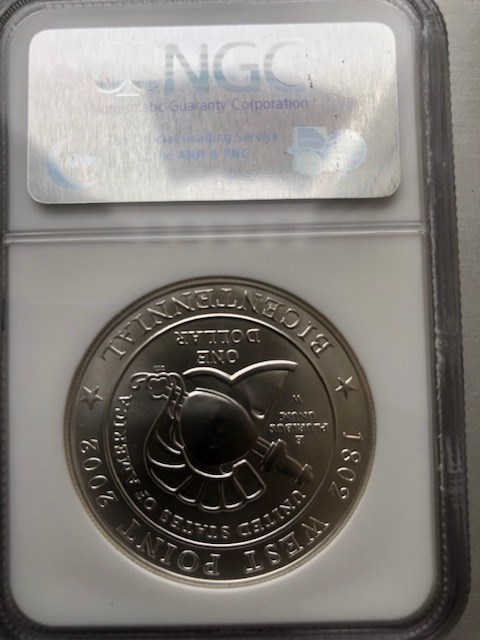 NGC
Numismatic Guaranty Corporation
Official Grading Service
of the ANA & PNG
1802 WEST POINT 2002
★ BICENTENNIAL ★
UNITED STATES OF AMERICA
E
PLURIBUS
UNUM
W
ONE
DOLLAR